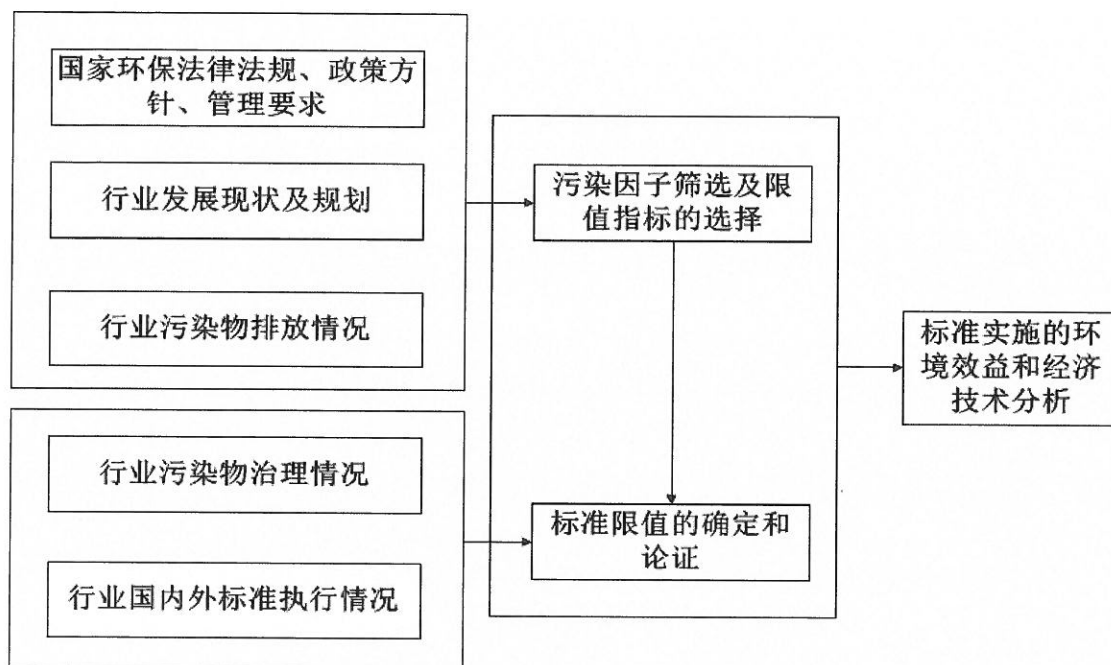 国家环保法律法规、政策方
针、管理要求
行业发展现状及规划
行业污染物排放情况
行业污染物治理情况
行业国内外标准执行情况
污染因子筛选及限
值指标的选择
标准限值的确定和
论证
标准实施的环
境效益和经济
技术分析